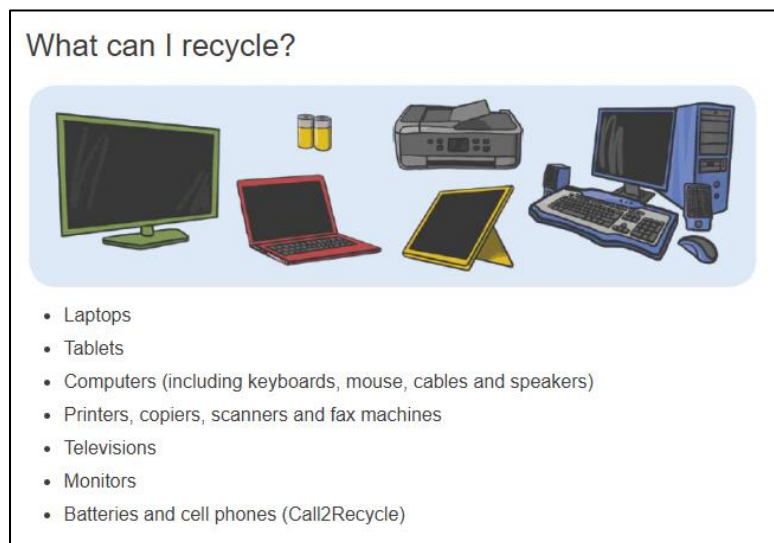 What can I recycle?
• Laptops
• Tablets
• Computers (including keyboards, mouse, cables and speakers)
• Printers, copiers, scanners and fax machines
• Televisions
• Monitors
• Batteries and cell phones (Call2Recycle)